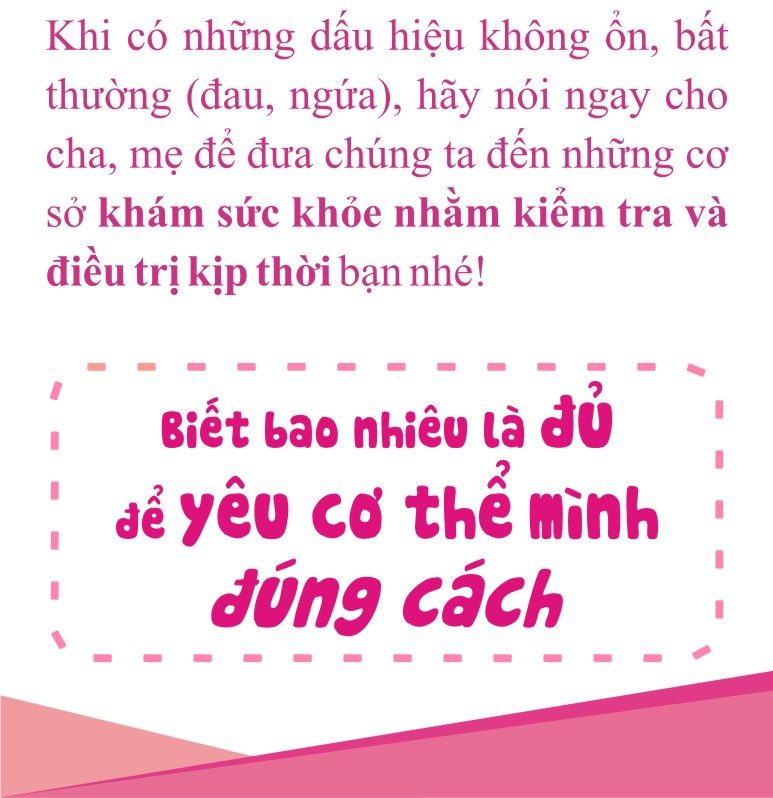 Khi có những dấu hiệu không ổn, bất
thường (đau, ngứa), hãy nói ngay cho
cha, mẹ để đưa chúng ta đến những cơ
sở khám sức khỏe nhằm kiểm tra và
điều trị kịp thời bạn nhé!
Biết bao nhiêu là đủ
để yêu cơ thể mình
đúng cách